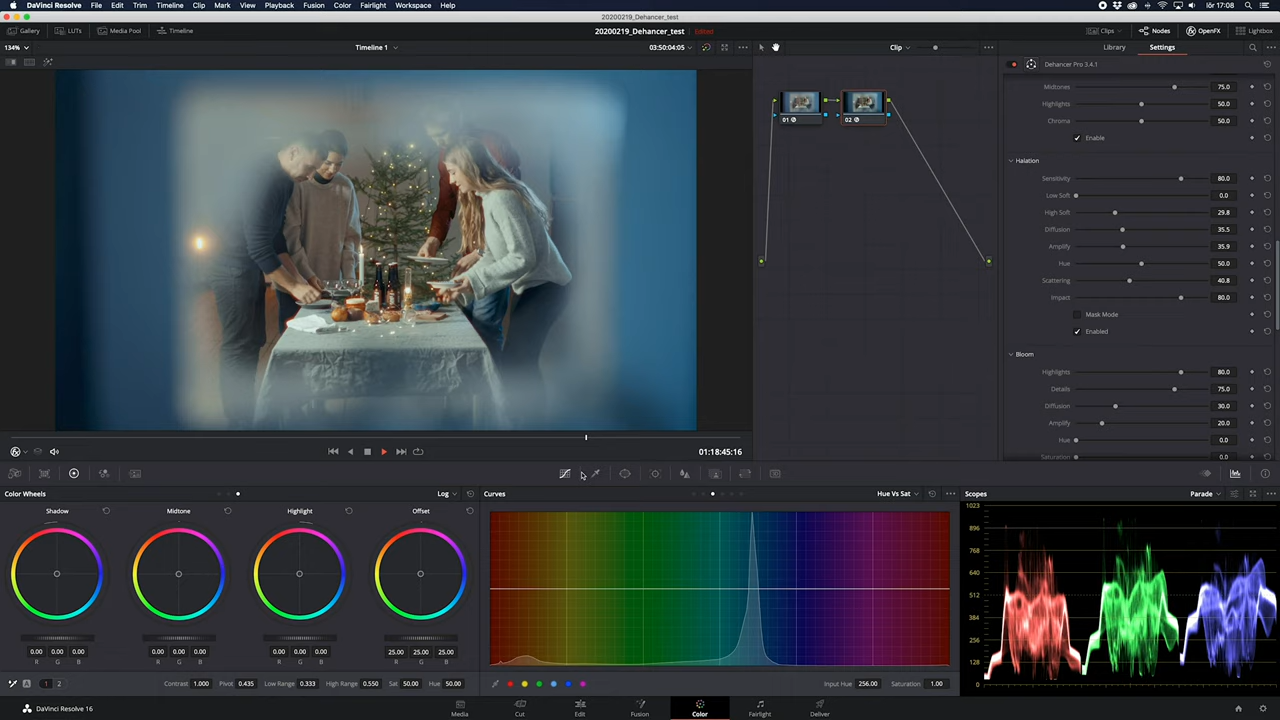 DaVinci Resolve File Edit Trim Timeline Clip Mark View Playback Fusion Color Fairlight Workspace Help
lör 17:08
20200219_Dehancer_test
Gallery LUTs Media Pool Timeline
20200219_Dehancer_test Edited
Clips Nodes OpenFX Lightbox
134% Timeline 1 03:50:04:05
Clip
Library Settings
Dehancer Pro 3.4.1
Midtones 75.0
Highlights 50.0
Chroma 50.0
Enable
Halation
Sensitivity 80.0
Low Soft 0.0
High Soft 29.8
Diffusion 35.5
Amplify 35.9
Hue 50.0
Scattering 40.8
Impact 80.0
Mask Mode
Enabled
Bloom
Highlights 80.0
Details 75.0
Diffusion 30.0
Amplify 20.0
Hue 0.0
Saturation 0.0
01
02
01:18:45:16
Color Wheels Log
Shadow Midtone Highlight Offset
0.00 0.00 0.00 0.00 0.00 0.00 0.00 0.00 0.00 25.00 25.00 25.00
R G B R G B R G B R G B
1 2 Contrast 1.000 Pivot 0.435 Low Range 0.333 High Range 0.550 Sat 50.00 Hue 50.00
Curves Hue Vs Sat
Input Hue 256.00 Saturation 1.00
Scopes Parade
1023
896
768
640
512
384
256
128
0
DaVinci Resolve 16
Media Cut Edit Fusion Color Fairlight Deliver